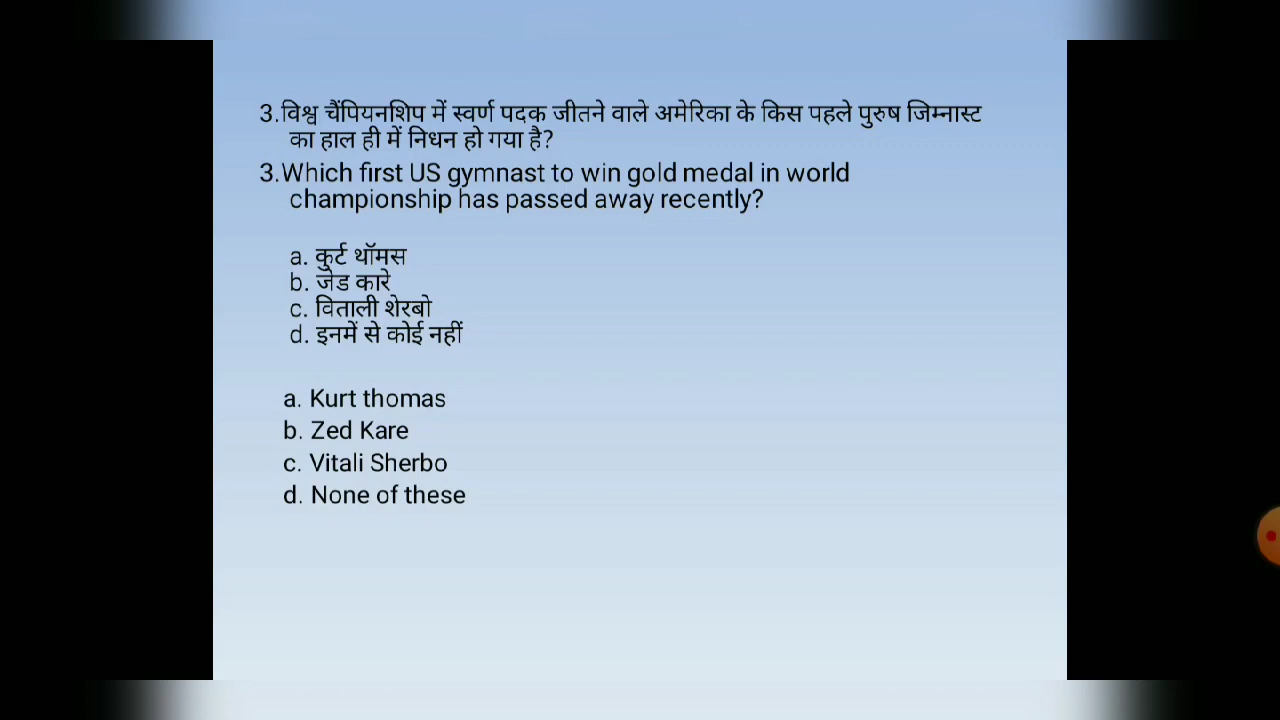 3.विश्व चैंपियनशिप में स्वर्ण पदक जीतने वाले अमेरिका के किस पहले पुरुष जिम्नास्ट
का हाल ही में निधन हो गया है?
3.Which first US gymnast to win gold medal in world
championship has passed away recently?
a. कुर्ट थॉमस
b. जेड कारे
c. विताली शेरबो
d. इनमें से कोई नहीं
a. Kurt thomas
b. Zed Kare
c. Vitali Sherbo
d. None of these